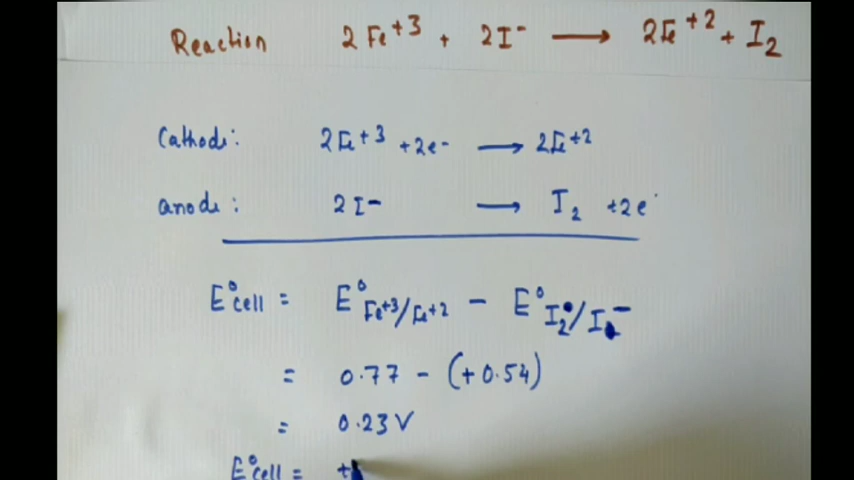 Reaction 2Fe+3 + 2I- → 2Fe+2 + I2
Cathode: 2Fe+3 +2e- → 2Fe+2
anode: 2I- → I2 +2e-
E°cell = E°Fe+3/Fe+2 - E°I2/I-
= 0.77 - (+0.54)
= 0.23V
E°cell = +